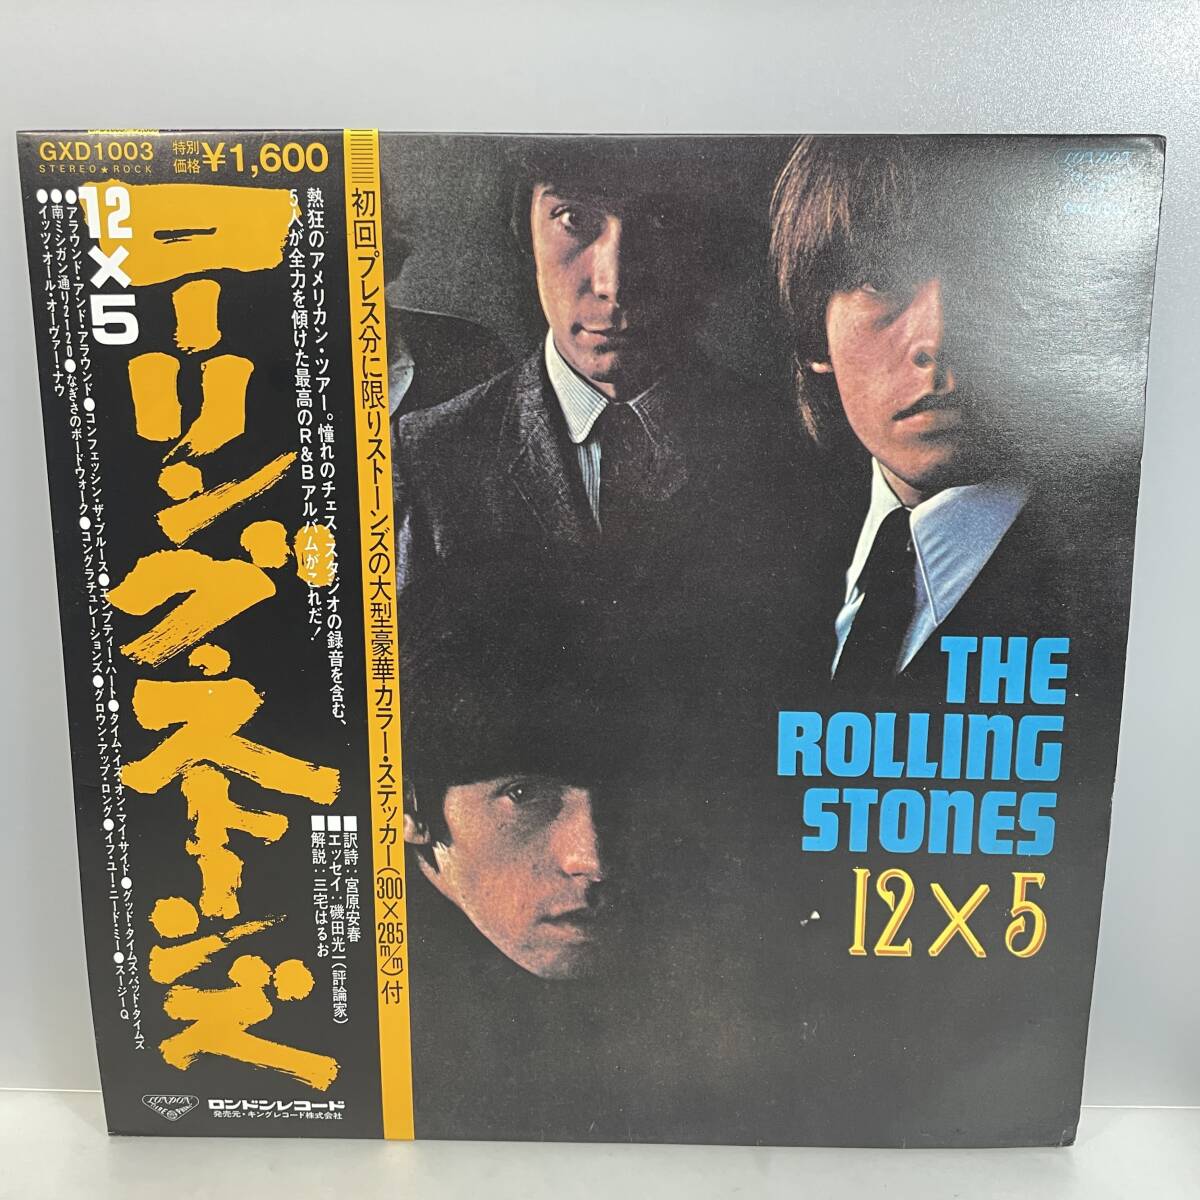 GXD1003
STEREO★ROCK
特別価格 ¥1,600
初回プレス分に限りストーンズの大型豪華カラー・ステッカー(300×285m/m)付
熱狂のアメリカン・ツアー。憧れのチェス・スタジオの録音を含む、
5人が全力を傾けた最高のR&Bアルバムがこれだ!
ローリング・ストーンズ
12×5
●アラウンド・アンド・アラウンド●コンフェッシン・ザ・ブルース●エンプティー・ハート●タイム・イズ・オン・マイ・サイド●グッド・タイムズ・バッド・タイムズ
●南ミシガン通り2120●なぎさのボードウォーク●コングラチュレーションズ●グロウン・アップ・ロング●イフ・ユー・ニード・ミー●スージーQ
●イッツ・オール・オーヴァー・ナウ
■訳詩:宮原安春
■エッセイ:磯田光一(評論家)
■解説:三宅はるお
LONDON
ロンドンレコード
発売元・キングレコード株式会社
LONDON
THE
ROLLING
STONES
12×5